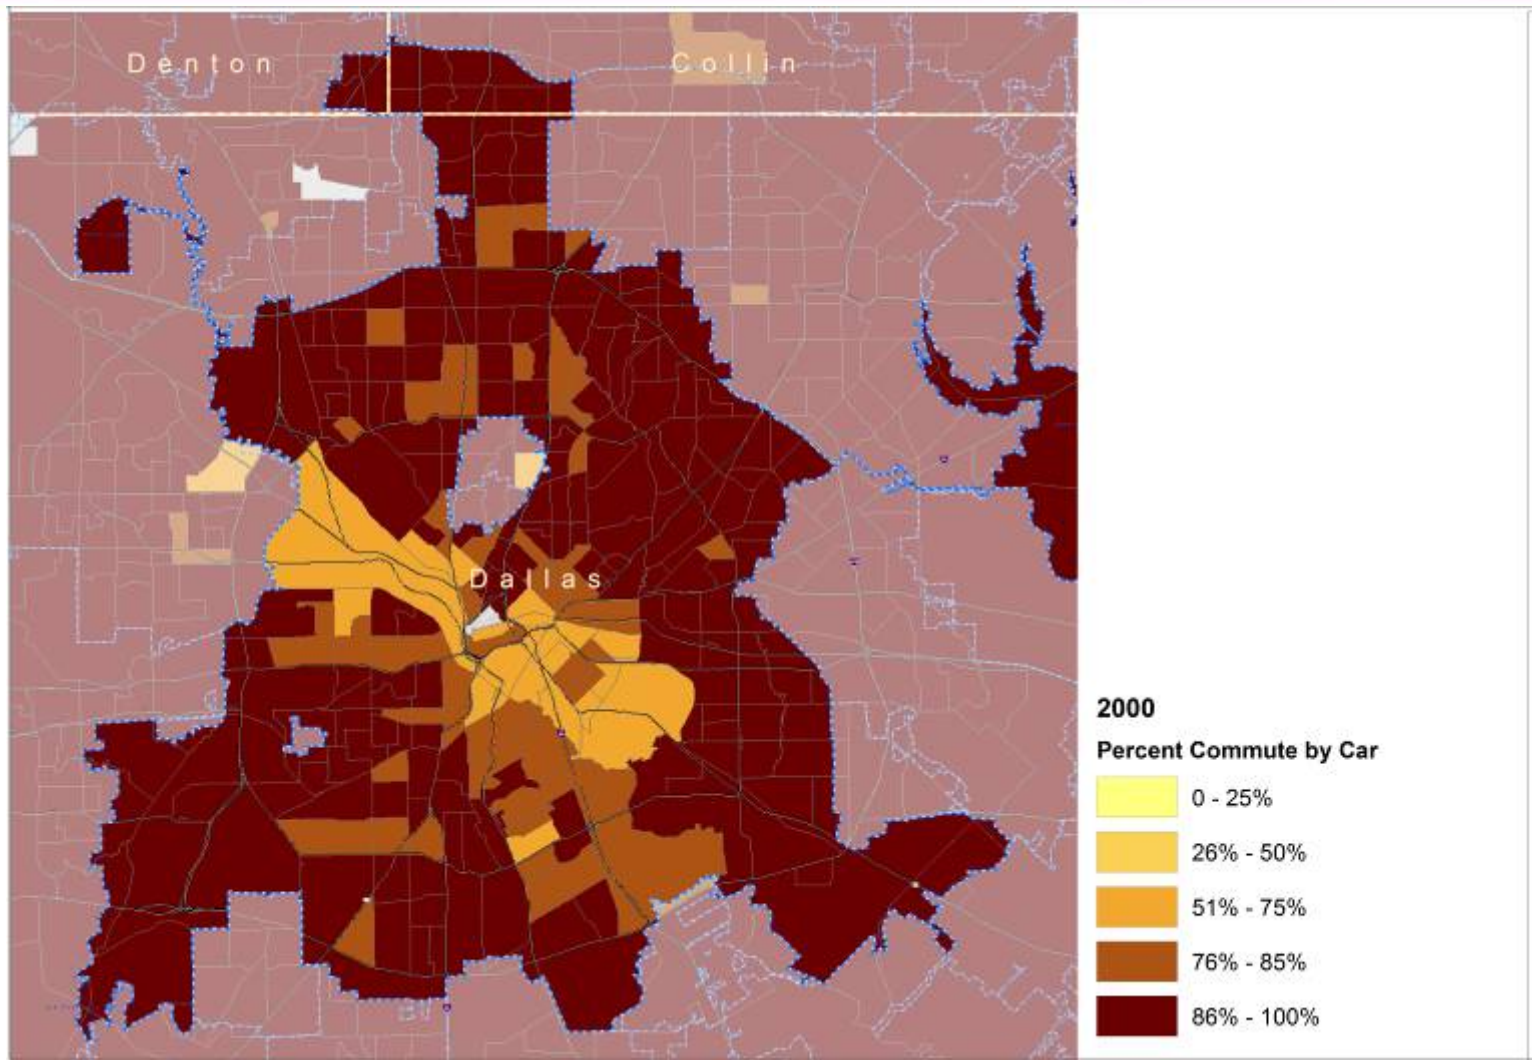 Denton
Collin
Dallas
2000
Percent Commute by Car
0 - 25%
26% - 50%
51% - 75%
76% - 85%
86% - 100%